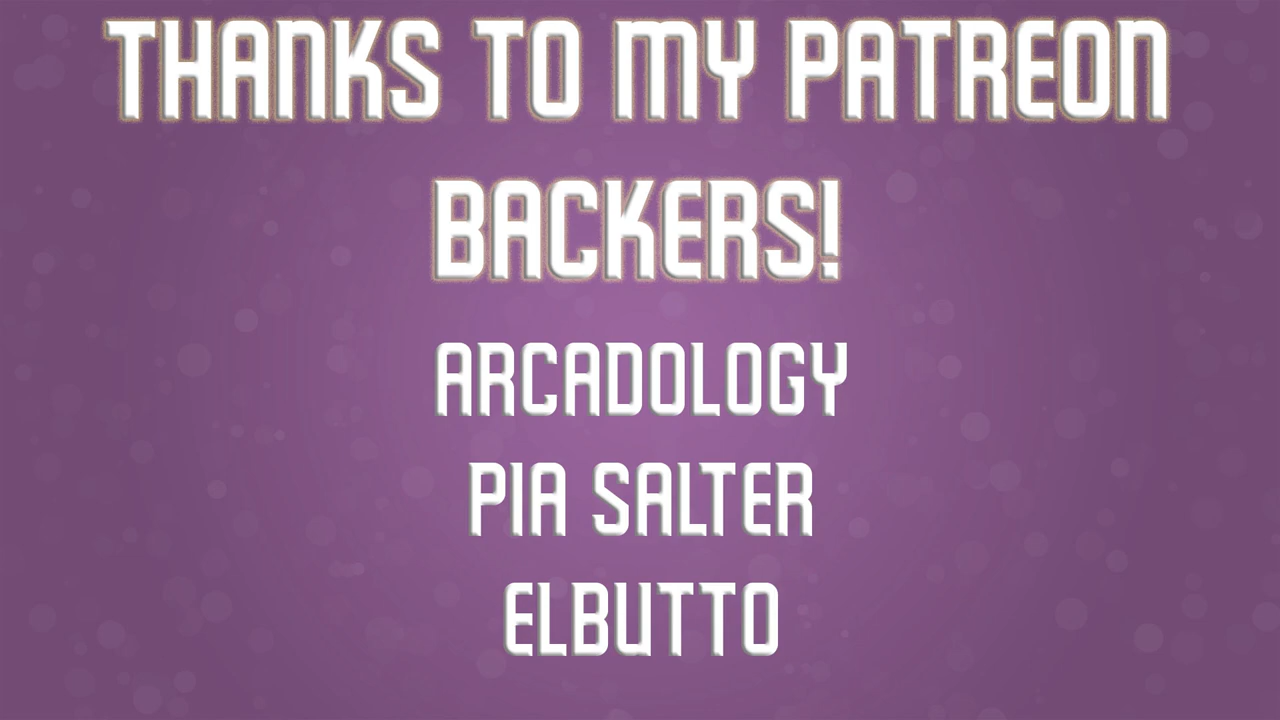 THANKS TO MY PATREON
BACKERS!
ARCADOLOGY
PIA SALTER
ELBUTTO